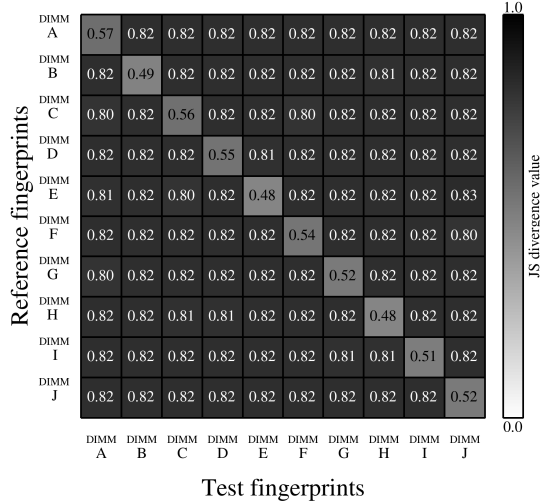 1.0
DIMM
A 0.57 0.82 0.82 0.82 0.82 0.82 0.82 0.82 0.82 0.82
DIMM
B 0.82 0.49 0.82 0.82 0.82 0.82 0.82 0.81 0.82 0.82
DIMM
C 0.80 0.82 0.56 0.82 0.82 0.80 0.82 0.82 0.82 0.82
DIMM
D 0.82 0.82 0.82 0.55 0.81 0.82 0.82 0.82 0.82 0.82
DIMM
E 0.81 0.82 0.80 0.82 0.48 0.82 0.82 0.82 0.82 0.83
DIMM
F 0.82 0.82 0.82 0.82 0.82 0.54 0.82 0.82 0.82 0.80
DIMM
G 0.80 0.82 0.82 0.82 0.82 0.82 0.52 0.82 0.82 0.82
DIMM
H 0.82 0.82 0.81 0.81 0.82 0.82 0.82 0.48 0.82 0.82
DIMM
I 0.82 0.82 0.82 0.82 0.82 0.82 0.81 0.81 0.51 0.82
DIMM
J 0.82 0.82 0.82 0.82 0.82 0.82 0.82 0.82 0.82 0.52
0.0
DIMM DIMM DIMM DIMM DIMM DIMM DIMM DIMM DIMM DIMM
A B C D E F G H I J
Test fingerprints
Reference fingerprints
JS divergence value